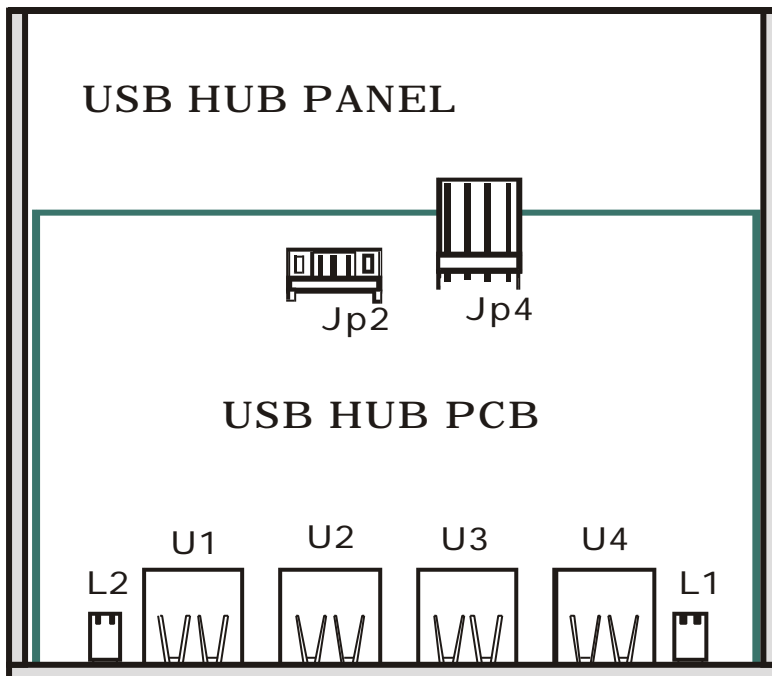 USB HUB PANEL
Jp2
Jp4
USB HUB PCB
U1 U2 U3 U4
L2 L1